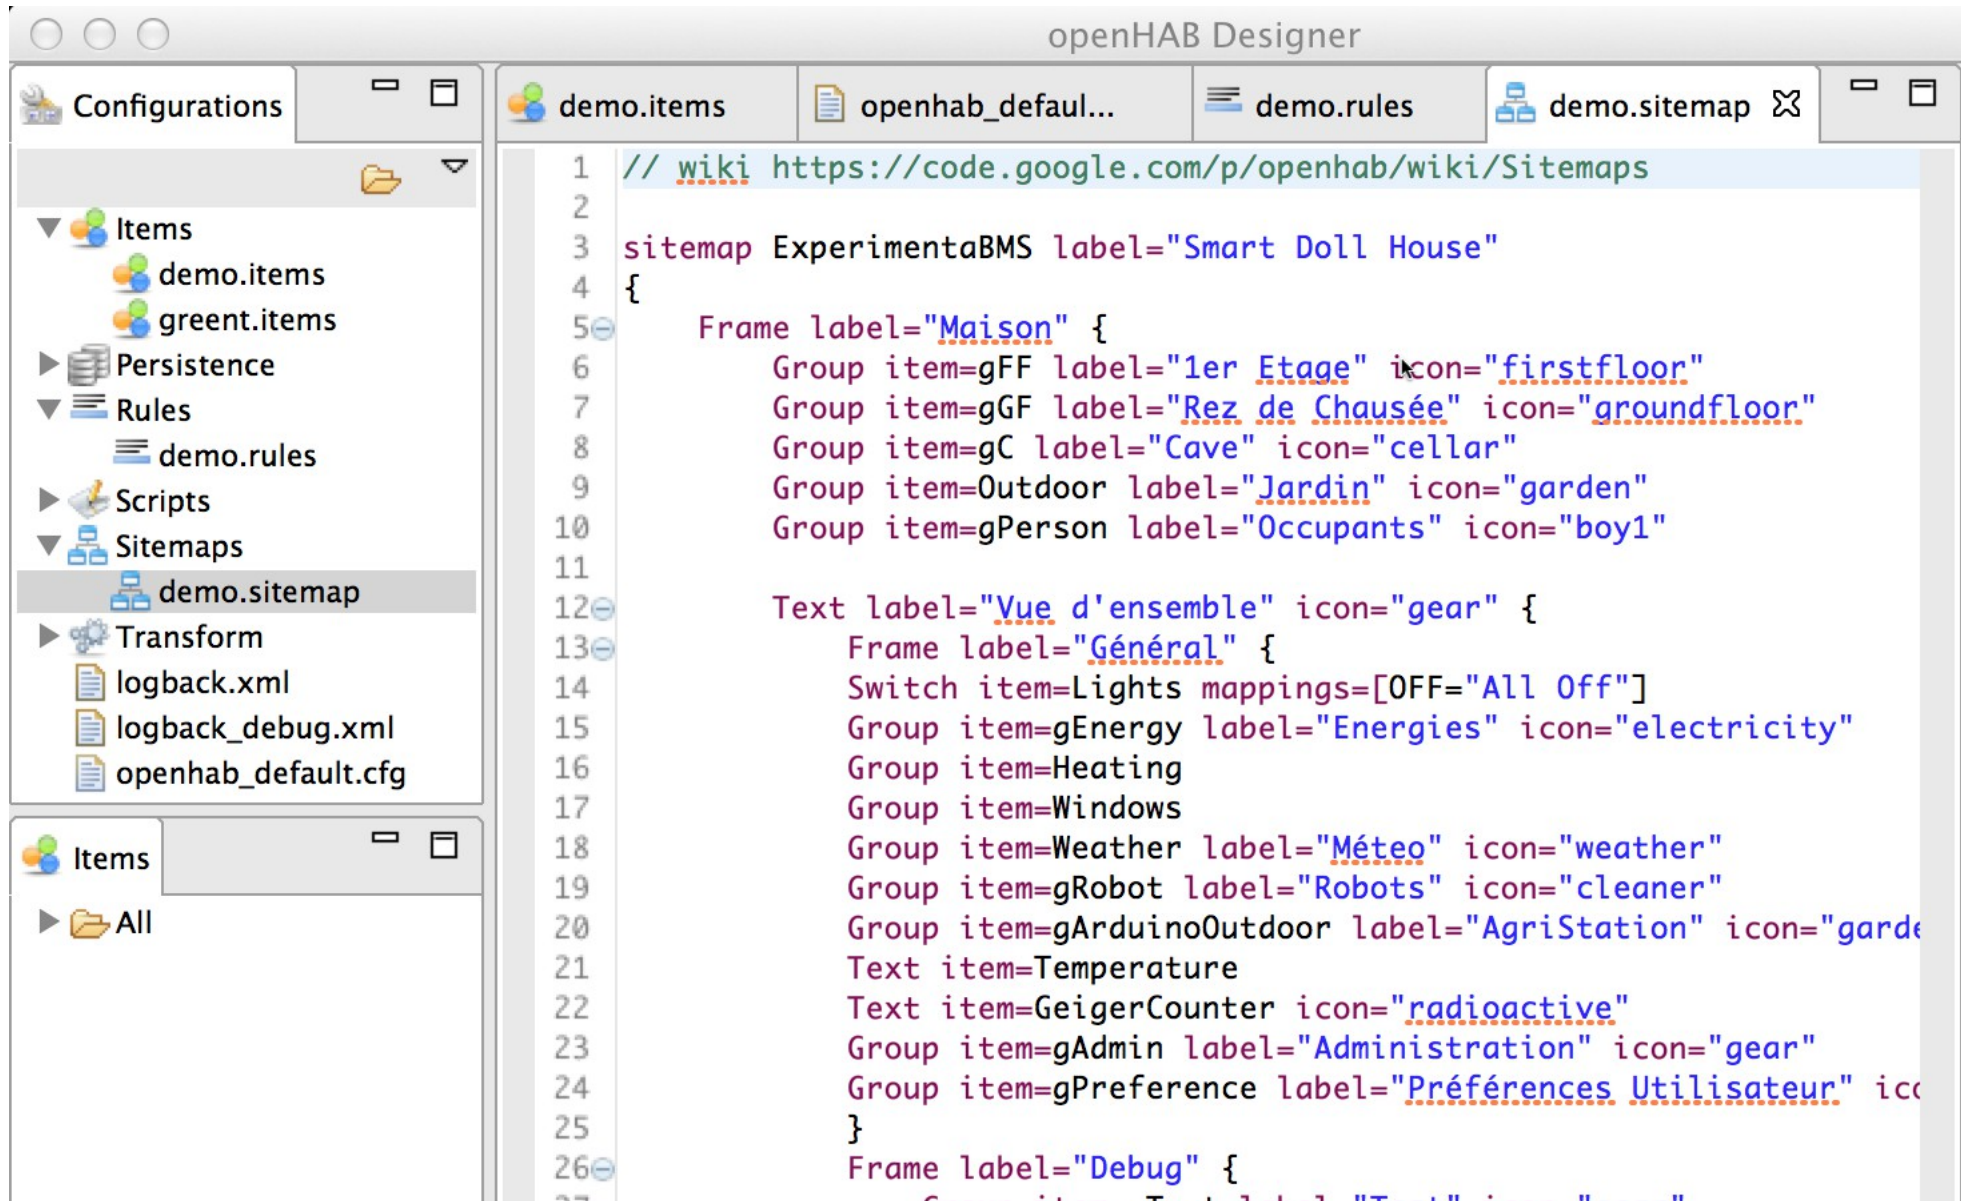 openHAB Designer
Configurations
Items
demo.items
greent.items
Persistence
Rules
demo.rules
Scripts
Sitemaps
demo.sitemap
Transform
logback.xml
logback_debug.xml
openhab_default.cfg
Items
All
demo.items openhab_defaul... demo.rules demo.sitemap
1 // wiki https://code.google.com/p/openhab/wiki/Sitemaps
2
3 sitemap ExperimentaBMS label="Smart Doll House"
4 {
5 Frame label="Maison" {
6 Group item=gFF label="1er Etage" icon="firstfloor"
7 Group item=gGF label="Rez de Chausée" icon="groundfloor"
8 Group item=gC label="Cave" icon="cellar"
9 Group item=Outdoor label="Jardin" icon="garden"
10 Group item=gPerson label="Occupants" icon="boy1"
11
12 Text label="Vue d'ensemble" icon="gear" {
13 Frame label="Général" {
14 Switch item=Lights mappings=[OFF="All Off"]
15 Group item=gEnergy label="Energies" icon="electricity"
16 Group item=Heating
17 Group item=Windows
18 Group item=Weather label="Méteo" icon="weather"
19 Group item=gRobot label="Robots" icon="cleaner"
20 Group item=gArduinoOutdoor label="AgriStation" icon="garde
21 Text item=Temperature
22 Text item=GeigerCounter icon="radioactive"
23 Group item=gAdmin label="Administration" icon="gear"
24 Group item=gPreference label="Préférences Utilisateur" ico
25 }
26 Frame label="Debug" {